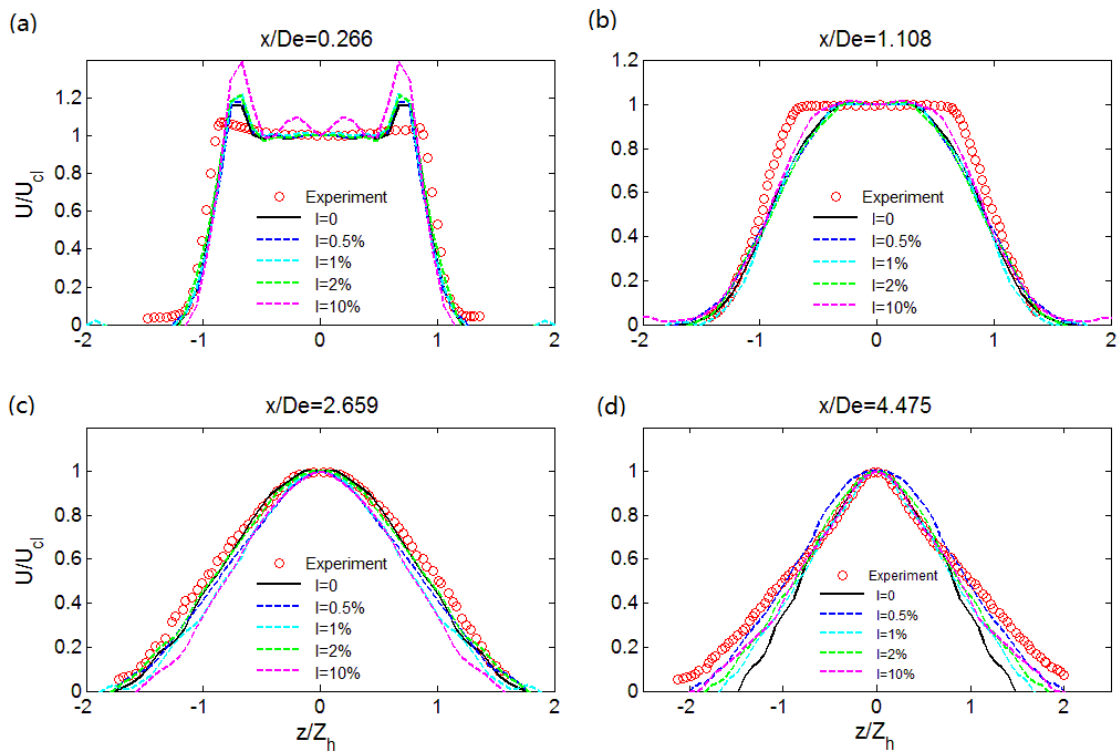 (a)
x/De=0.266
1.2
1
0.8
0.6
0.4
0.2
0
U/U_cl
Experiment
I=0
I=0.5%
I=1%
I=2%
I=10%
-2 -1 0 1 2
(b)
x/De=1.108
1.2
1
0.8
0.6
0.4
0.2
0
Experiment
I=0
I=0.5%
I=1%
I=2%
I=10%
-2 -1 0 1 2
(c)
x/De=2.659
1
0.8
0.6
0.4
0.2
0
U/U_cl
Experiment
I=0
I=0.5%
I=1%
I=2%
I=10%
-2 -1 0 1 2
z/Z_h
(d)
x/De=4.475
1
0.8
0.6
0.4
0.2
0
Experiment
I=0
I=0.5%
I=1%
I=2%
I=10%
-2 -1 0 1 2
z/Z_h